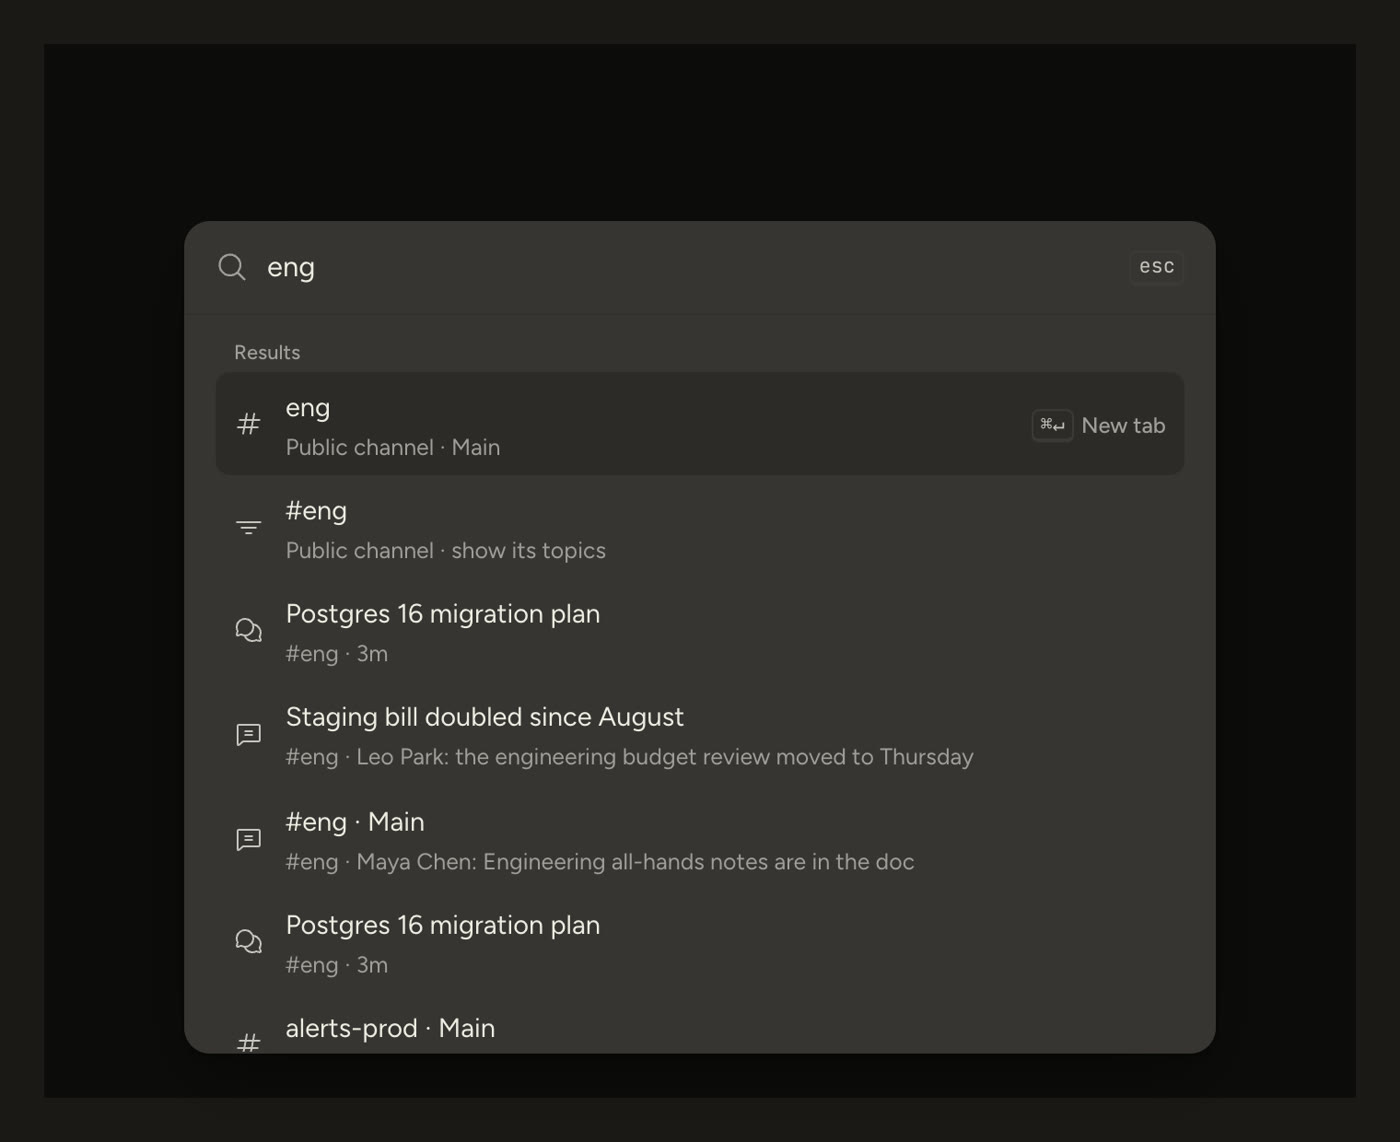 eng
esc
Results
eng
Public channel · Main
⌘↵ New tab
#eng
Public channel · show its topics
Postgres 16 migration plan
#eng · 3m
Staging bill doubled since August
#eng · Leo Park: the engineering budget review moved to Thursday
#eng · Main
#eng · Maya Chen: Engineering all-hands notes are in the doc
Postgres 16 migration plan
#eng · 3m
alerts-prod · Main